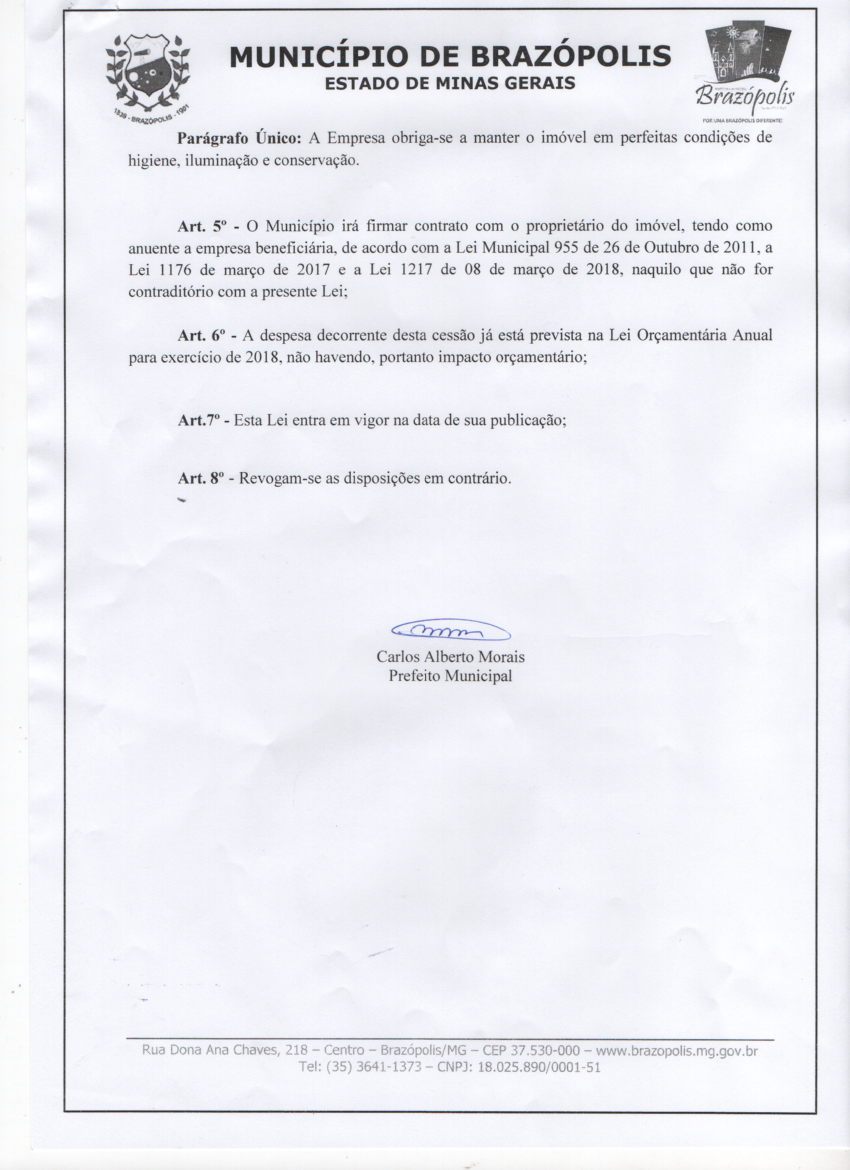 MUNICÍPIO DE BRAZÓPOLIS
ESTADO DE MINAS GERAIS
1838 - BRAZÓPOLIS - 1901
Brazópolis
POR UMA BRAZÓPOLIS DIFERENTE!
Parágrafo Único: A Empresa obriga-se a manter o imóvel em perfeitas condições de
higiene, iluminação e conservação.
Art. 5º - O Município irá firmar contrato com o proprietário do imóvel, tendo como
anuente a empresa beneficiária, de acordo com a Lei Municipal 955 de 26 de Outubro de 2011, a
Lei 1176 de março de 2017 e a Lei 1217 de 08 de março de 2018, naquilo que não for
contraditório com a presente Lei;
Art. 6º - A despesa decorrente desta cessão já está prevista na Lei Orçamentária Anual
para exercício de 2018, não havendo, portanto impacto orçamentário;
Art.7º - Esta Lei entra em vigor na data de sua publicação;
Art. 8º - Revogam-se as disposições em contrário.
Carlos Alberto Morais
Prefeito Municipal
Rua Dona Ana Chaves, 218 – Centro – Brazópolis/MG – CEP 37.530-000 – www.brazopolis.mg.gov.br
Tel: (35) 3641-1373 – CNPJ: 18.025.890/0001-51